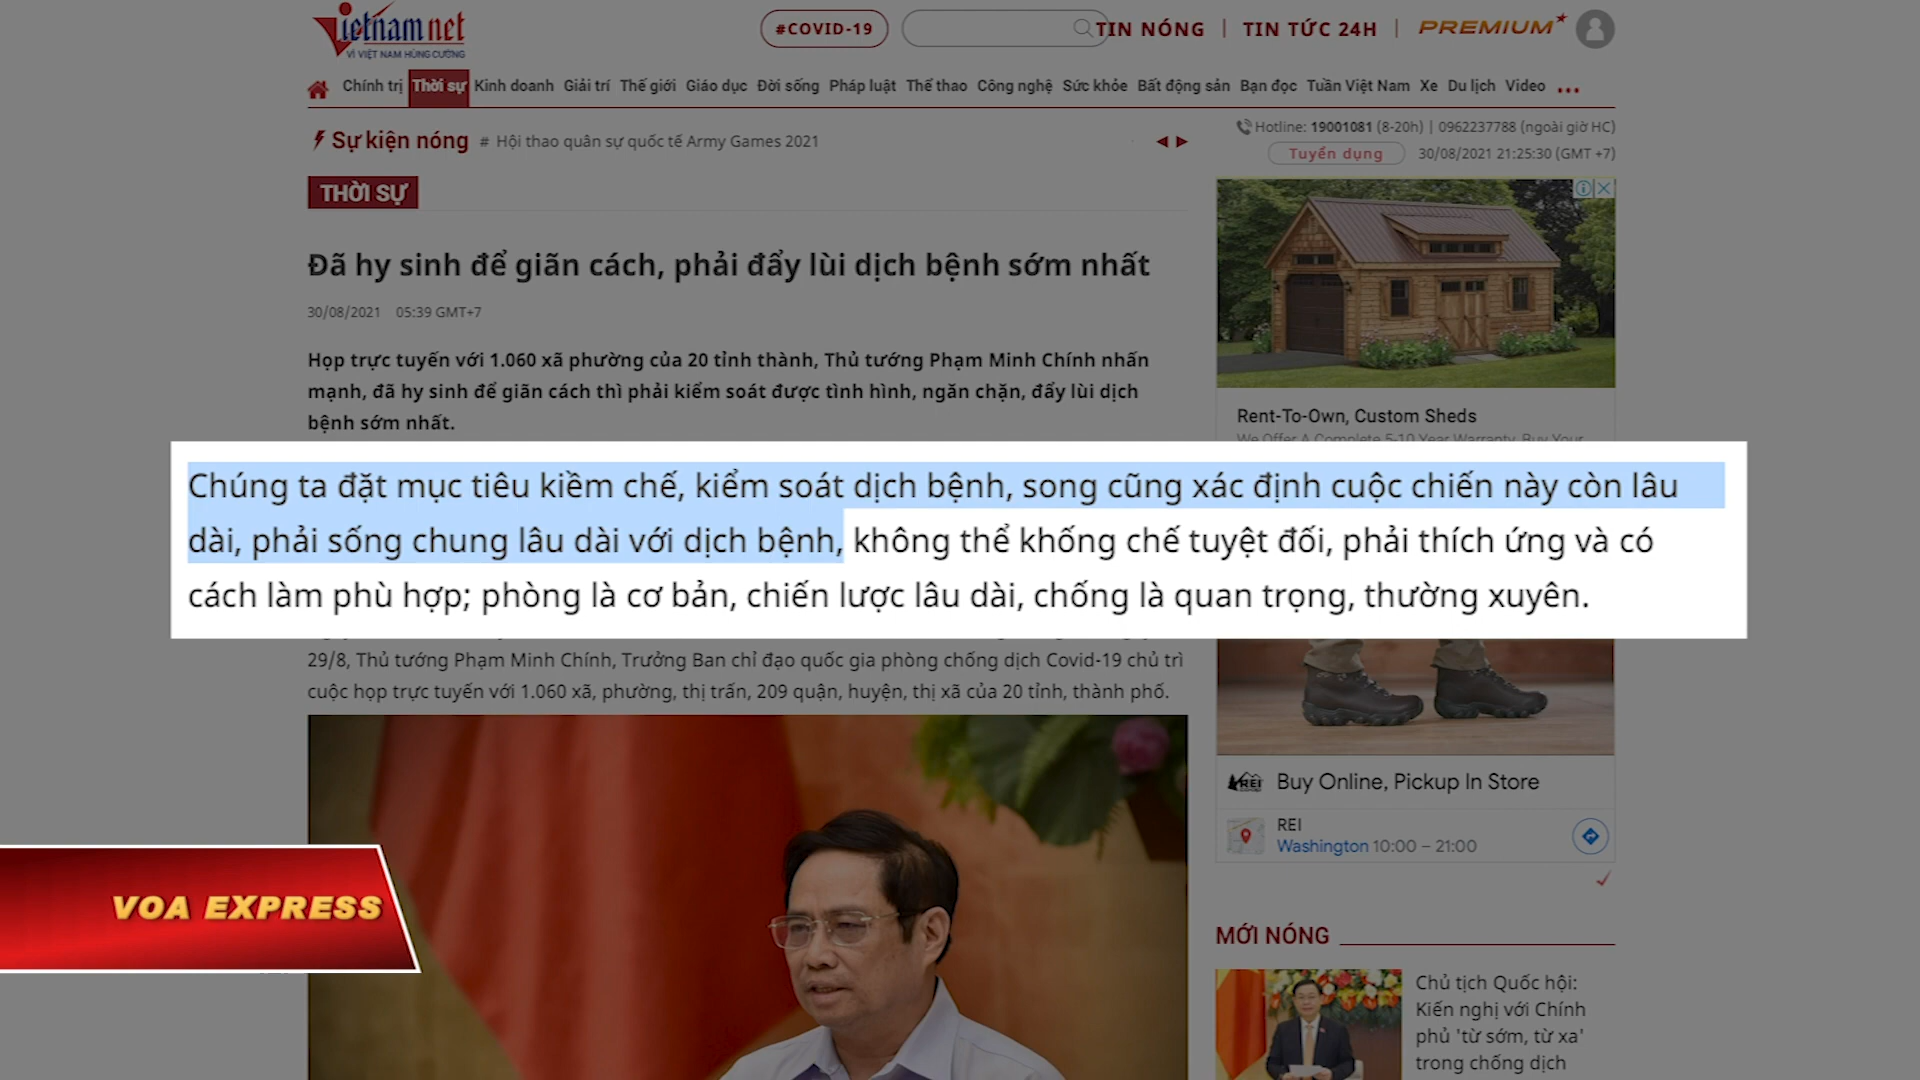 Vietnamnet
VÌ VIỆT NAM HÙNG CƯỜNG
#COVID-19
TIN NÓNG | TIN TỨC 24H | PREMIUM
Chính trị Thời sự Kinh doanh Giải trí Thế giới Giáo dục Đời sống Pháp luật Thể thao Công nghệ Sức khỏe Bất động sản Bạn đọc Tuần Việt Nam Xe Du lịch Video ...
Sự kiện nóng # Hội thao quân sự quốc tế Army Games 2021
Hotline: 19001081 (8-20h) | 0962237788 (ngoài giờ HC)
Tuyển dụng 30/08/2021 21:25:30 (GMT +7)
THỜI SỰ
Đã hy sinh để giãn cách, phải đẩy lùi dịch bệnh sớm nhất
30/08/2021 05:39 GMT+7
Họp trực tuyến với 1.060 xã phường của 20 tỉnh thành, Thủ tướng Phạm Minh Chính nhấn
mạnh, đã hy sinh để giãn cách thì phải kiểm soát được tình hình, ngăn chặn, đẩy lùi dịch
bệnh sớm nhất.
Rent-To-Own, Custom Sheds
We Offer A Complete 5-10 Year Warranty. Buy Your
Chúng ta đặt mục tiêu kiềm chế, kiểm soát dịch bệnh, song cũng xác định cuộc chiến này còn lâu
dài, phải sống chung lâu dài với dịch bệnh, không thể khống chế tuyệt đối, phải thích ứng và có
cách làm phù hợp; phòng là cơ bản, chiến lược lâu dài, chống là quan trọng, thường xuyên.
29/8, Thủ tướng Phạm Minh Chính, Trưởng Ban chỉ đạo quốc gia phòng chống dịch Covid-19 chủ trì
cuộc họp trực tuyến với 1.060 xã, phường, thị trấn, 209 quận, huyện, thị xã của 20 tỉnh, thành phố.
REI Buy Online, Pickup In Store
REI
Washington 10:00 – 21:00
VOA EXPRESS
MỚI NÓNG
Chủ tịch Quốc hội:
Kiến nghị với Chính
phủ 'từ sớm, từ xa'
trong chống dịch